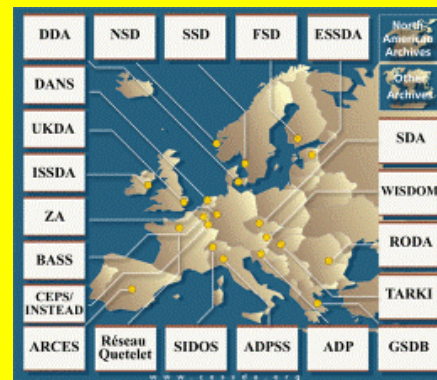 DDA
NSD
SSD
FSD
ESSDA
North-
American
Archives
Other
Archives
DANS
UKDA
ISSDA
ZA
BASS
CEPS/
INSTEAD
SDA
WISDOM
RODA
TARKI
ARCES
Réseau
Quetelet
SIDOS
ADPSS
ADP
GSDB
www.cessda.org